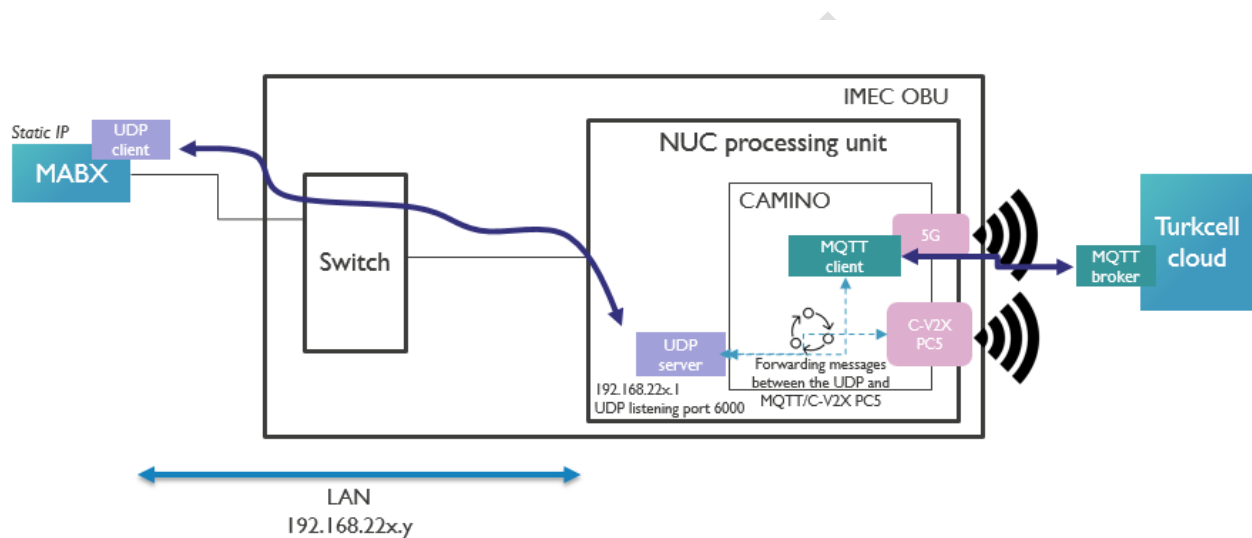 IMEC OBU
Static IP
UDP
client
MABX
NUC processing unit
CAMINO
5G
MQTT
client
Turkcell
cloud
MQTT
broker
Switch
C-V2X
PC5
UDP
server
Forwarding messages
between the UDP and
MQTT/C-V2X PC5
192.168.22x.1
UDP listening port 6000
LAN
192.168.22x.y